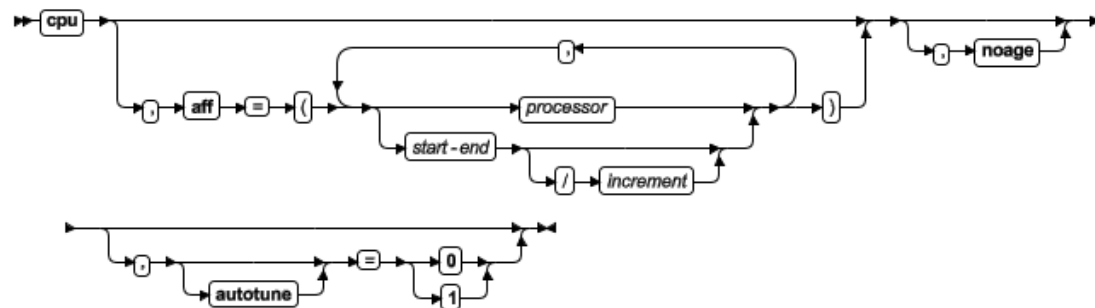 cpu , noage
,
, aff = ( processor )
start-end
/ increment
, = 0
autotune 1